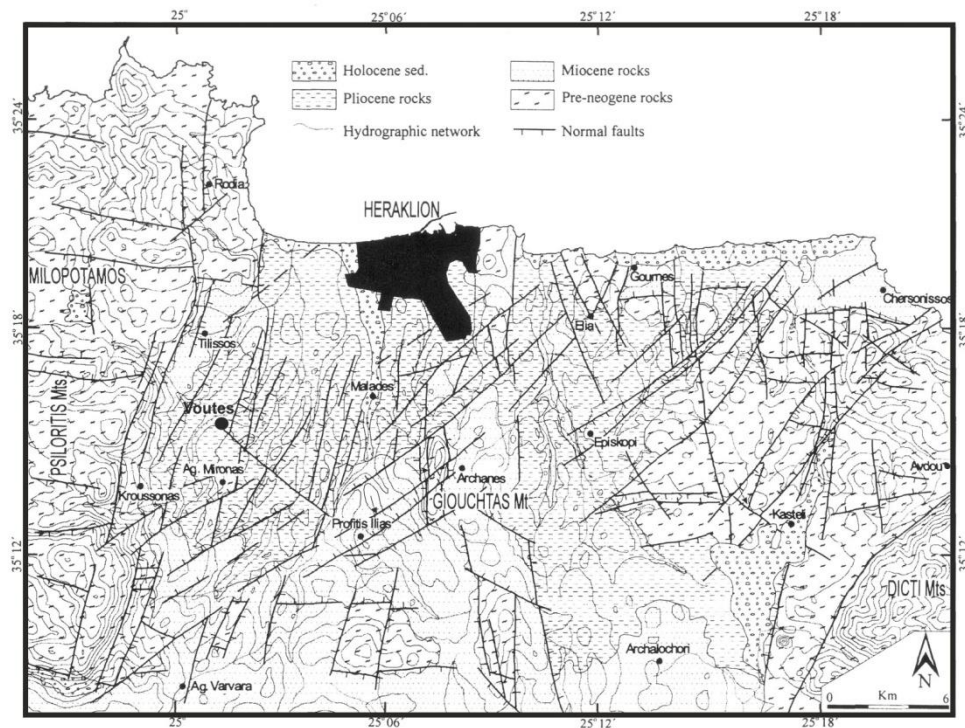 25°
25°06'
25°12'
25°18'
Holocene sed.
Miocene rocks
Pliocene rocks
Pre-neogene rocks
Hydrographic network
Normal faults
35°24'
35°24'
Rodia
HERAKLION
MILOPOTAMOS
Gournes
Chersonissos
35°18'
35°18'
Elia
Tilissos
Malades
PSILORITIS Mts
Voutes
Episkopi
Ag. Mironas
Archanes
Avdou
Kroussonas
GIOUCHTAS Mt.
Kasteli
Profitis Ilias
35°12'
35°12'
DICTI Mts
Archalochori
N
Ag. Varvara
0 Km 6
25°
25°06'
25°12'
25°18'